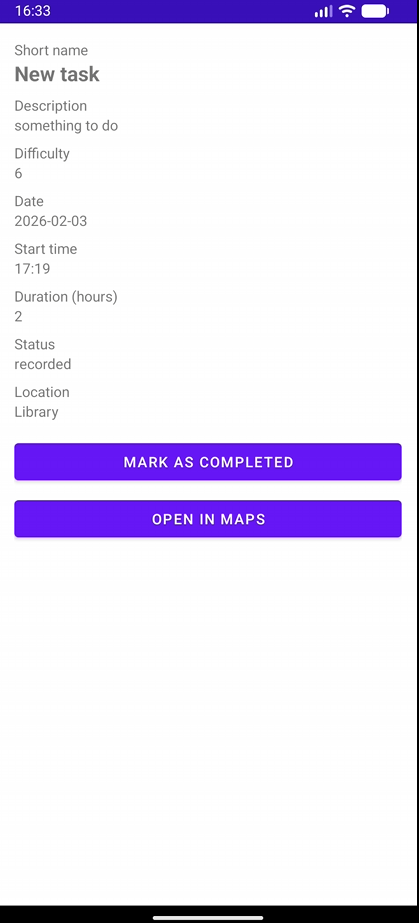 16:33
Short name
New task
Description
something to do
Difficulty
6
Date
2026-02-03
Start time
17:19
Duration (hours)
2
Status
recorded
Location
Library
MARK AS COMPLETED
OPEN IN MAPS